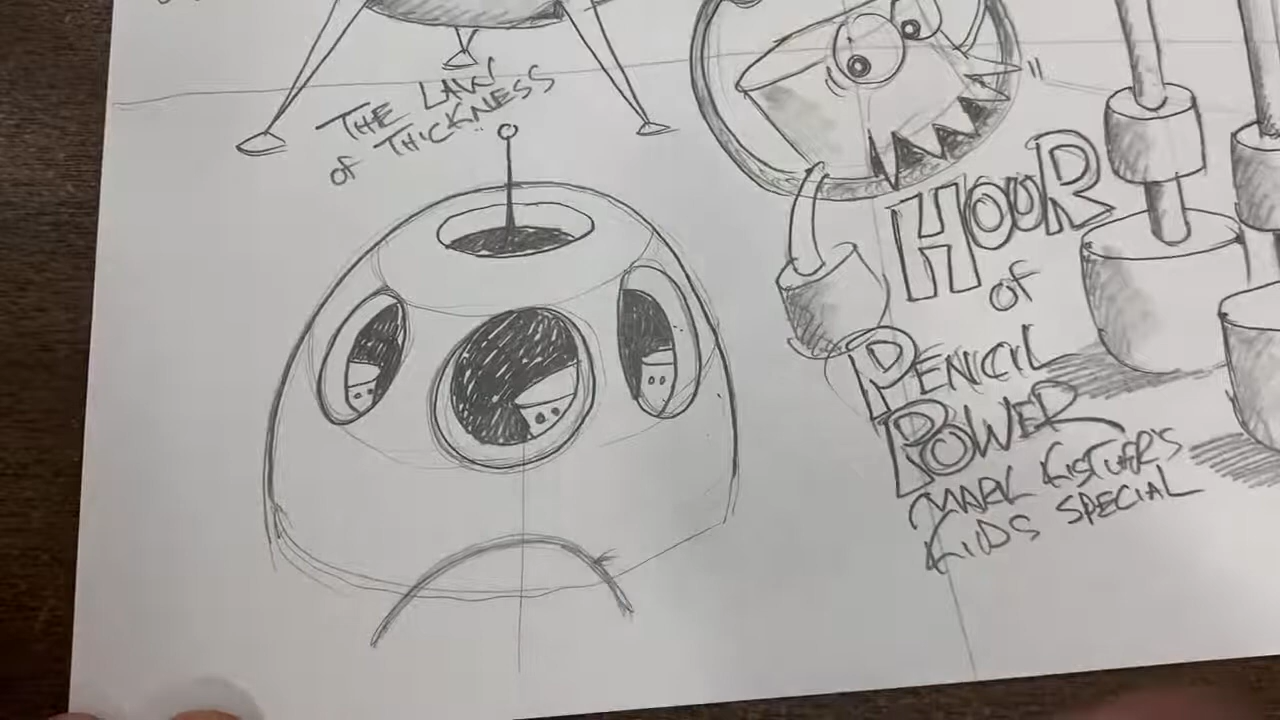 THE LAW
of THICKNESS
HOUR
of
PENCIL
POWER
MARK KISTLER'S
KIDS SPECIAL